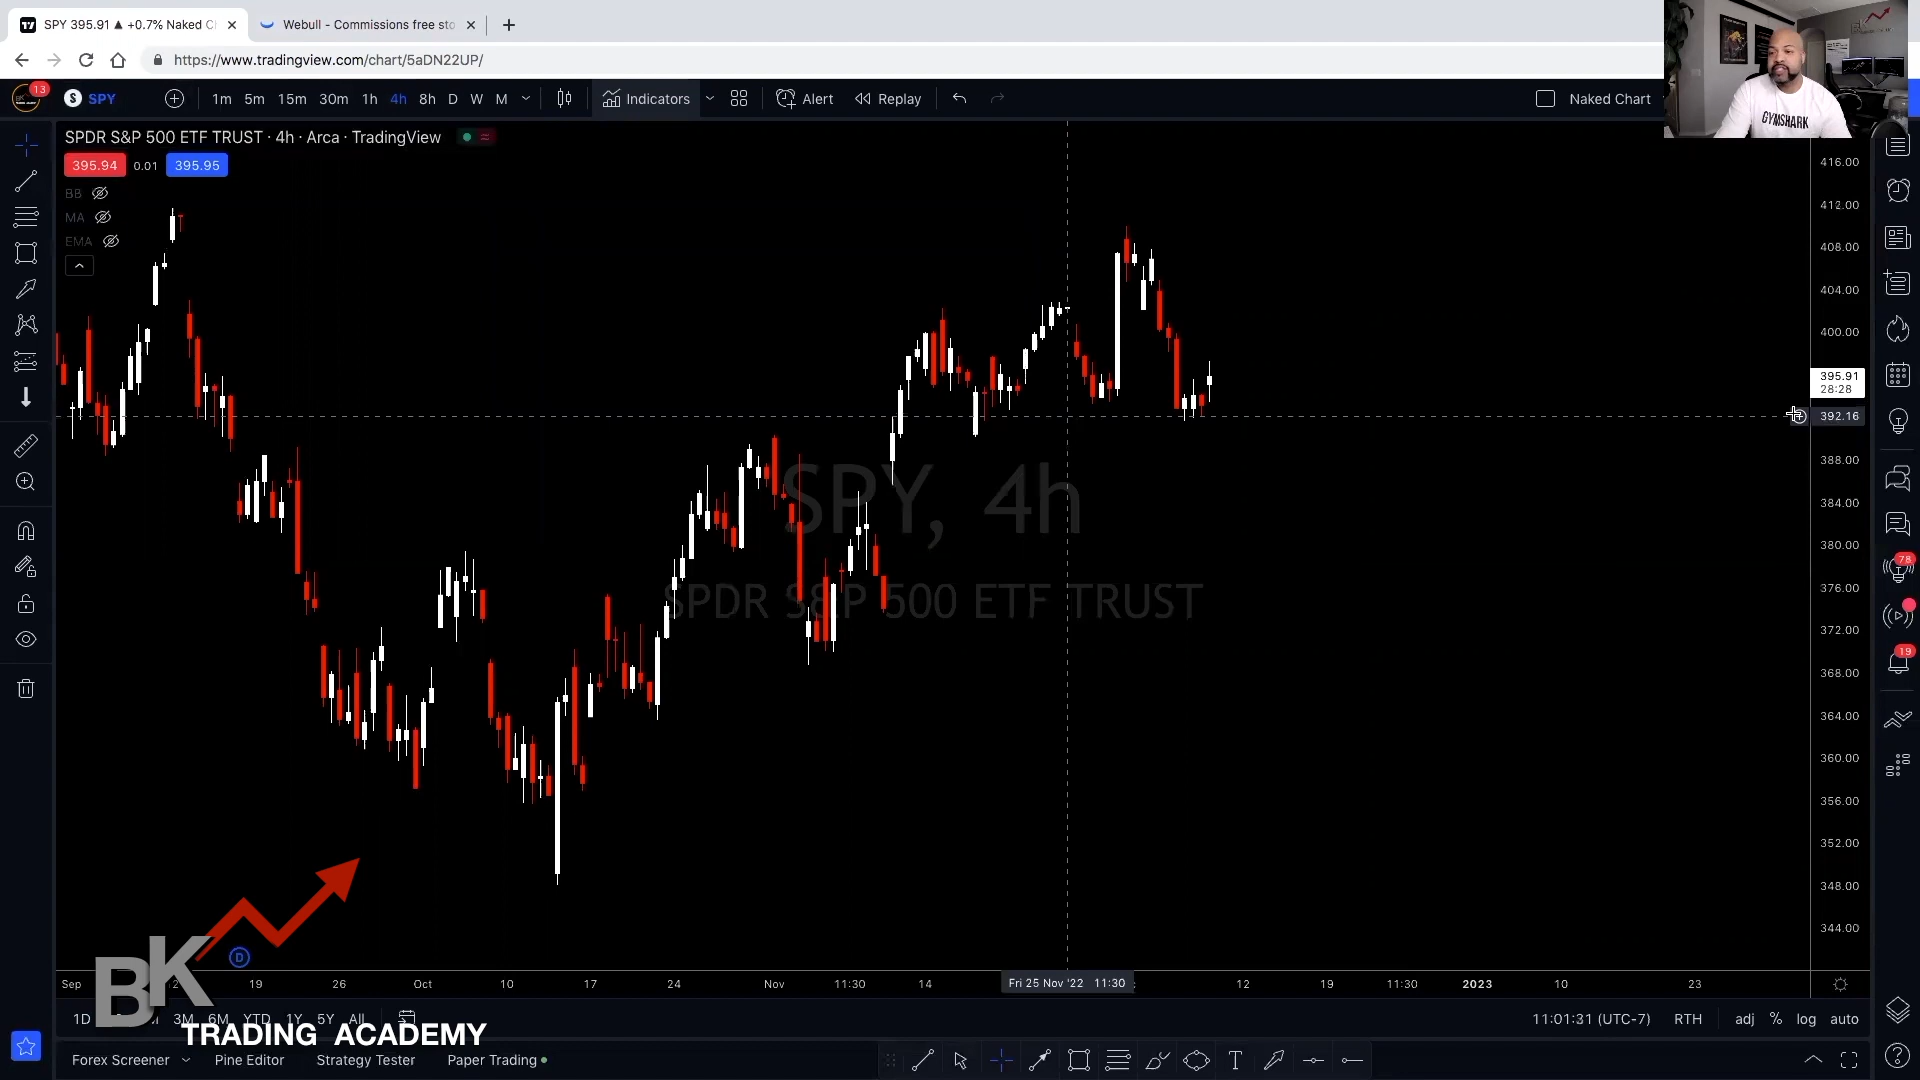 SPY 395.91 ▲ +0.7% Naked C
Webull - Commissions free sto
https://www.tradingview.com/chart/5aDN22UP/
13
SPY
1m 5m 15m 30m 1h 4h 8h D W M
Indicators
Alert
Replay
Naked Chart
GYMSHARK
SPDR S&P 500 ETF TRUST · 4h · Arca · TradingView
395.94 0.01 395.95
BB
MA
EMA
416.00
412.00
408.00
404.00
400.00
395.91
28:28
392.16
388.00
384.00
380.00
376.00
372.00
368.00
364.00
360.00
356.00
352.00
348.00
344.00
SPY, 4h
SPDR S&P 500 ETF TRUST
78
19
D
BK
TRADING ACADEMY
Sep 12 19 26 Oct 10 17 24 Nov 11:30 14 Fri 25 Nov '22 11:30 12 19 11:30 2023 10 23
1D 3M 6M YTD 1Y 5Y All
11:01:31 (UTC-7) RTH adj % log auto
Forex Screener Pine Editor Strategy Tester Paper Trading
T